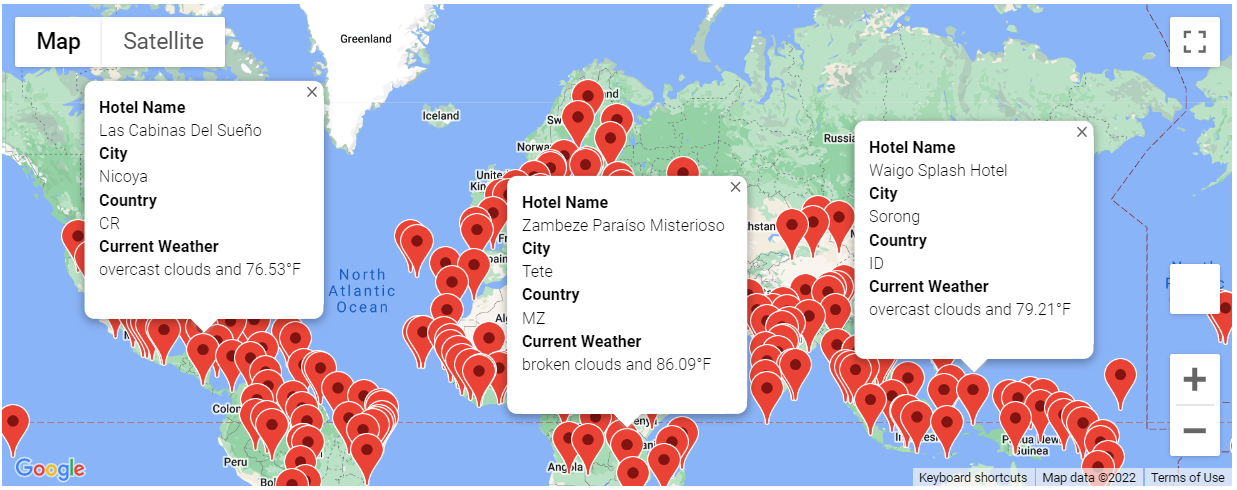 Map
Satellite
Greenland
Iceland
Hotel Name
Las Cabinas Del Sueño
City
Nicoya
Country
CR
Current Weather
overcast clouds and 76.53°F
Norway
United
Russia
North
Atlantic
Ocean
Hotel Name
Zambeze Paraíso Misterioso
City
Tete
Country
MZ
Current Weather
broken clouds and 86.09°F
Hotel Name
Waigo Splash Hotel
City
Sorong
Country
ID
Current Weather
overcast clouds and 79.21°F
Peru
Angola
Guinea
Google
Keyboard shortcuts
Map data ©2022
Terms of Use